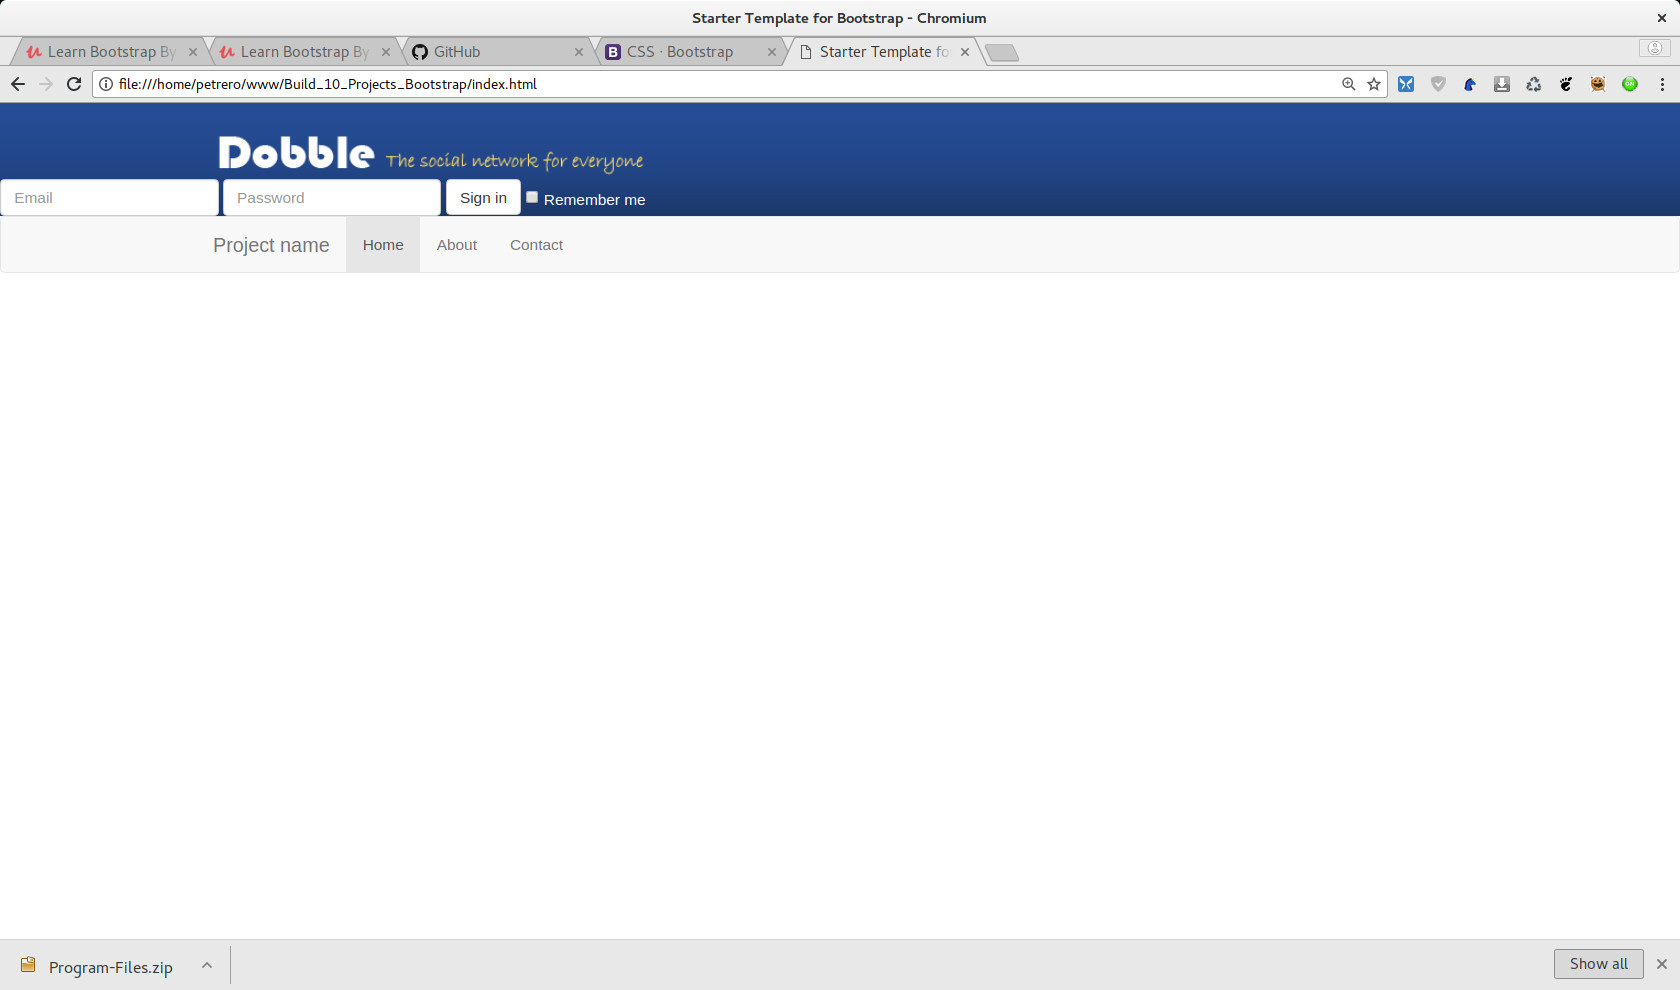 Starter Template for Bootstrap - Chromium
Learn Bootstrap By
Learn Bootstrap By
GitHub
CSS · Bootstrap
Starter Template fo
file:///home/petrero/www/Build_10_Projects_Bootstrap/index.html
ON
Dobble The social network for everyone
Email
Password
Sign in
Remember me
Project name
Home
About
Contact
Program-Files.zip
Show all